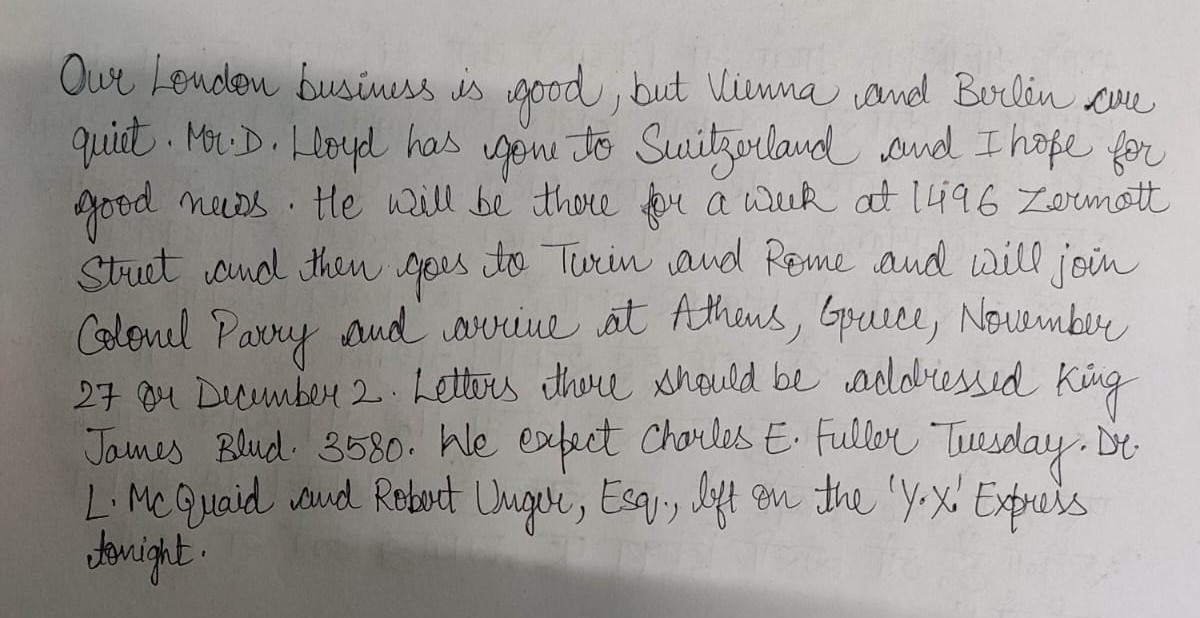 Our London business is good, but Vienna and Berlin are
quiet. Mr. D. Lloyd has gone to Switzerland and I hope for
good news. He will be there for a week at 1496 Zermott
Street and then goes to Turin and Rome and will join
Colonel Parry and arrive at Athens, Greece, November
27 or December 2. Letters there should be addressed King
James Blvd. 3580. We expect Charles E. Fuller Tuesday. Dr.
L. McQuaid and Robert Unger, Esq., left on the 'Y.X.' Express
tonight.